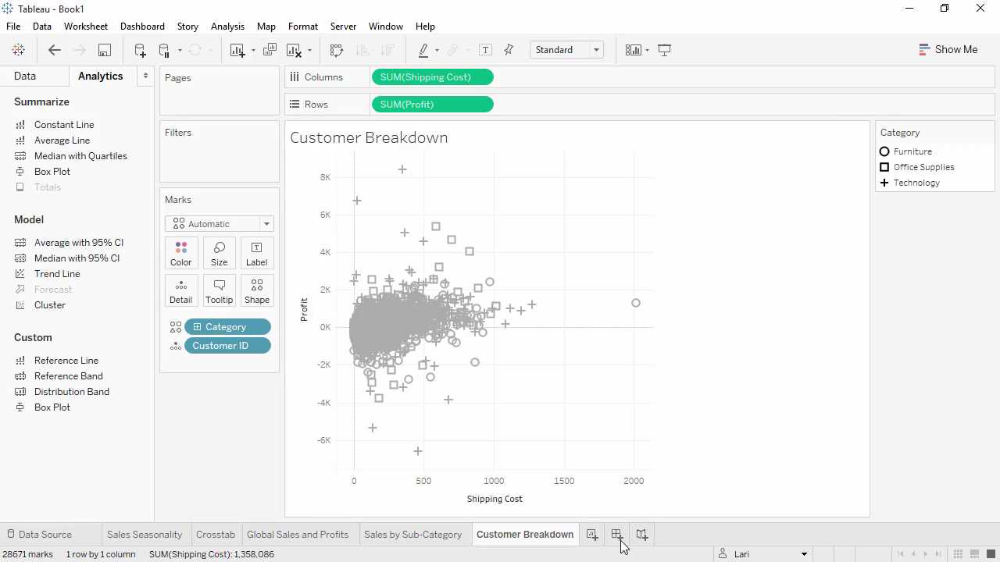 Tableau - Book1
File Data Worksheet Dashboard Story Analysis Map Format Server Window Help
Standard
Show Me
Data Analytics
Summarize
Constant Line
Average Line
Median with Quartiles
Box Plot
Totals
Model
Average with 95% CI
Median with 95% CI
Trend Line
Forecast
Cluster
Custom
Reference Line
Reference Band
Distribution Band
Box Plot
Pages
Filters
Marks
Automatic
Color Size Label
Detail Tooltip Shape
Category
Customer ID
Columns SUM(Shipping Cost)
Rows SUM(Profit)
Customer Breakdown
8K
6K
4K
2K
0K
-2K
-4K
-6K
Profit
0 500 1000 1500 2000
Shipping Cost
Category
Furniture
Office Supplies
Technology
Data Source Sales Seasonality Crosstab Global Sales and Profits Sales by Sub-Category Customer Breakdown
28671 marks 1 row by 1 column SUM(Shipping Cost): 1,358,086 Lari